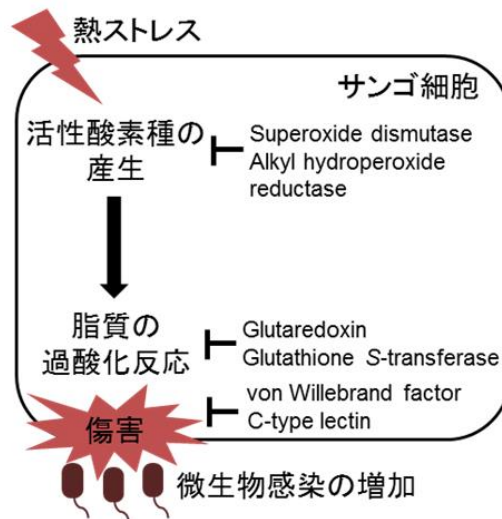 熱ストレス
サンゴ細胞
活性酸素種の
産生
Superoxide dismutase
Alkyl hydroperoxide
reductase
脂質の
過酸化反応
Glutaredoxin
Glutathione S-transferase
von Willebrand factor
C-type lectin
傷害
微生物感染の増加